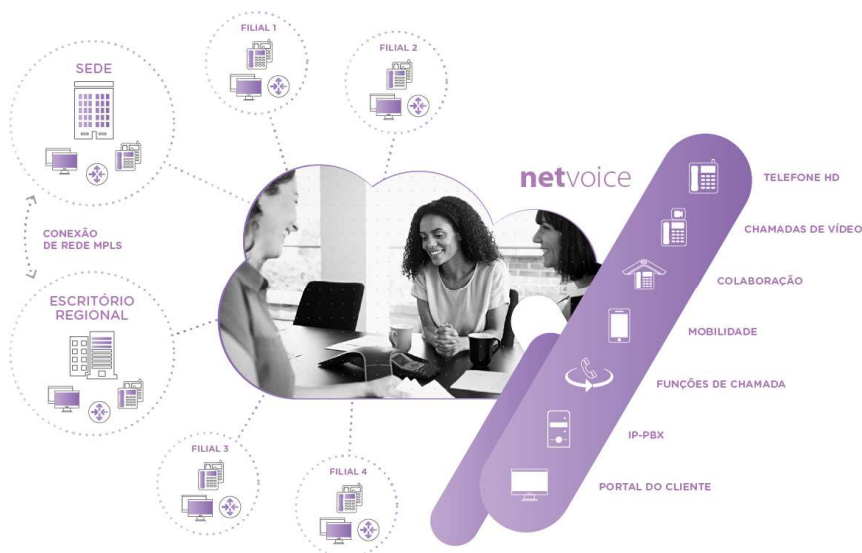 FILIAL 1
FILIAL 2
SEDE
netvoice
TELEFONE HD
CHAMADAS DE VÍDEO
CONEXÃO
DE REDE MPLS
COLABORAÇÃO
ESCRITÓRIO
REGIONAL
MOBILIDADE
FUNÇÕES DE CHAMADA
IP-PBX
FILIAL 3
FILIAL 4
PORTAL DO CLIENTE